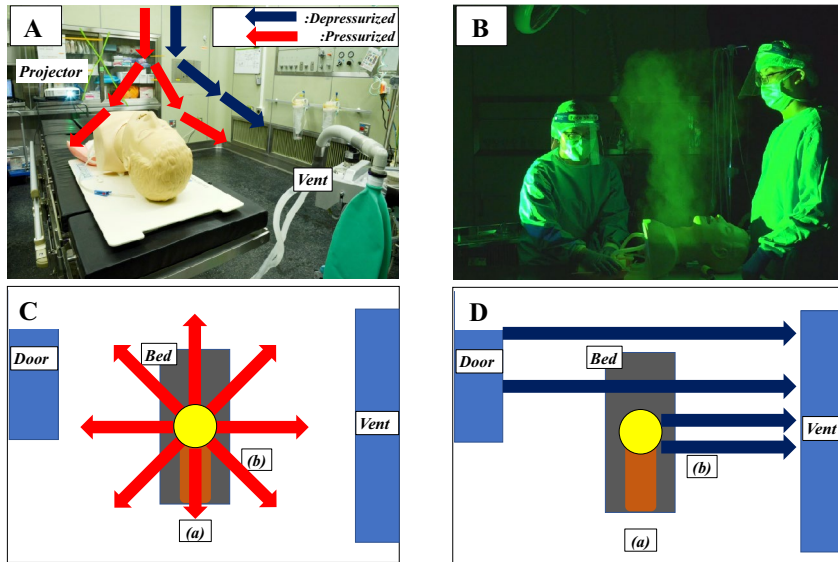 A
:Depressurized
:Pressurized
Projector
Vent
B
C
Door
Bed
Vent
(b)
(a)
D
Door
Bed
Vent
(b)
(a)